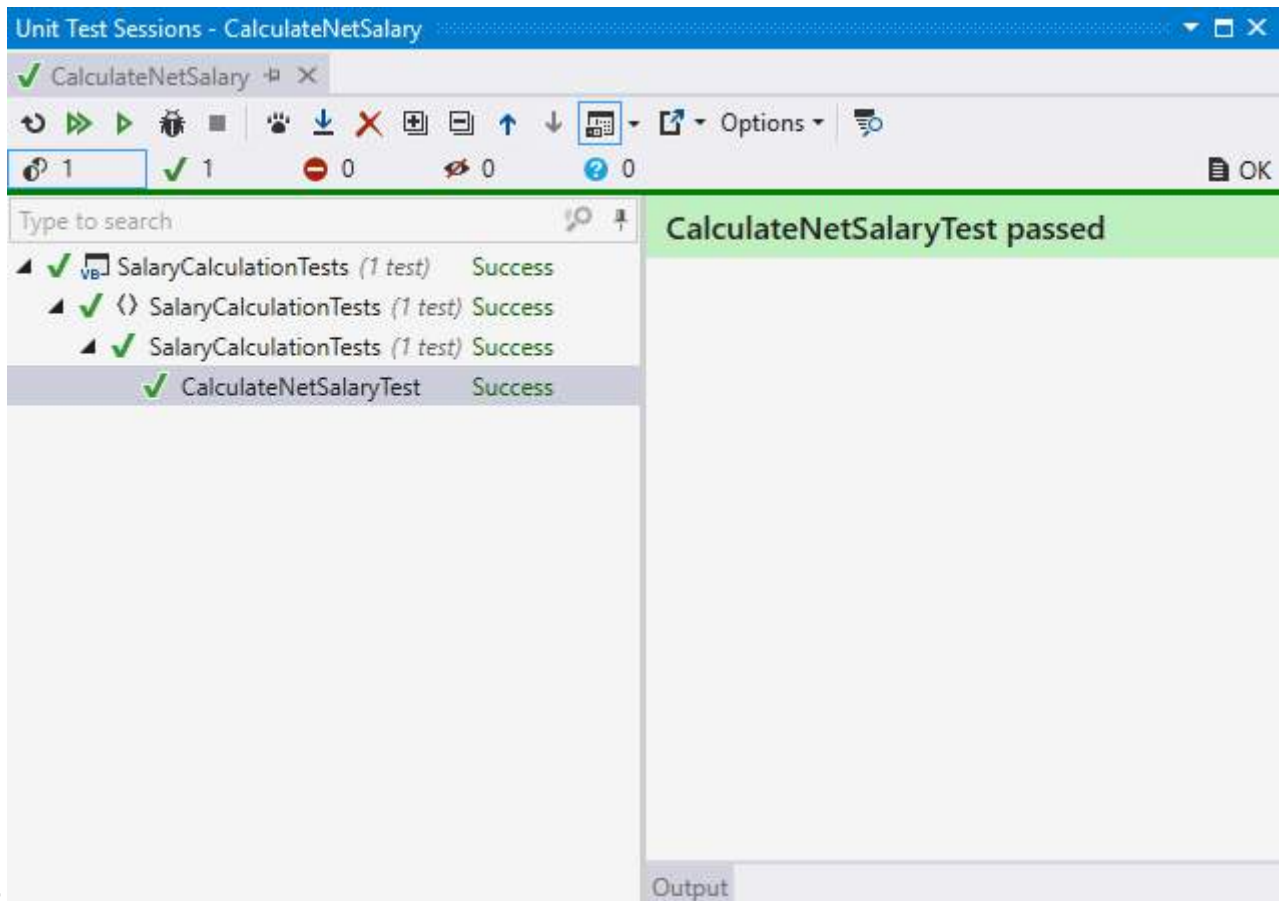 Unit Test Sessions - CalculateNetSalary
CalculateNetSalary
Options
1 1 0 0 0 OK
Type to search
CalculateNetSalaryTest passed
VB SalaryCalculationTests (1 test) Success
SalaryCalculationTests (1 test) Success
SalaryCalculationTests (1 test) Success
CalculateNetSalaryTest Success
Output